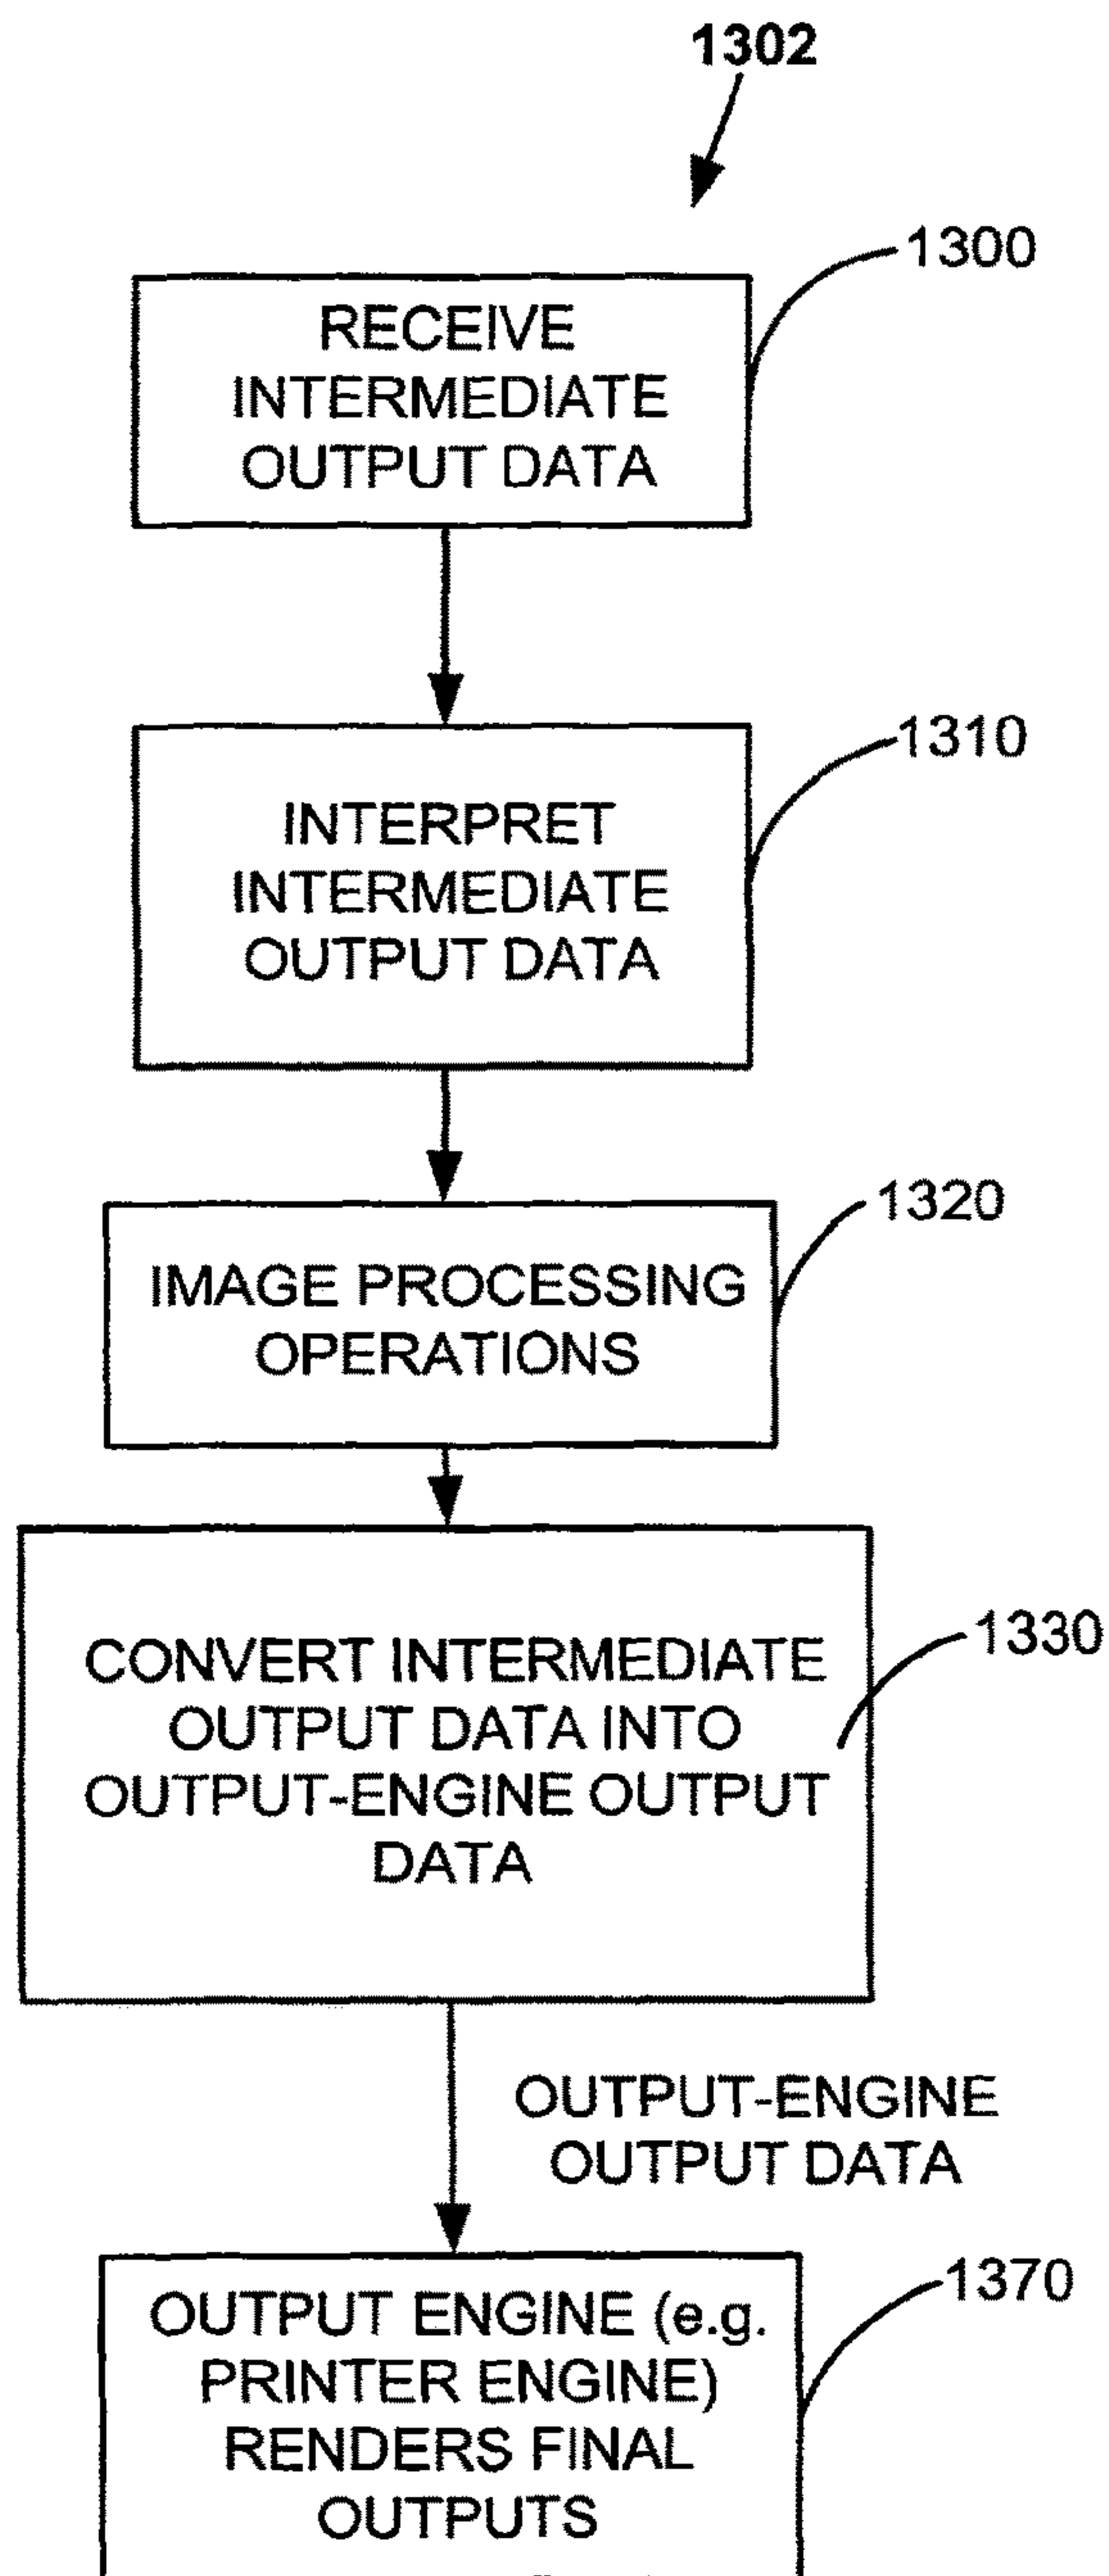 1302
1300
RECEIVE
INTERMEDIATE
OUTPUT DATA
1310
INTERPRET
INTERMEDIATE
OUTPUT DATA
1320
IMAGE PROCESSING
OPERATIONS
1330
CONVERT INTERMEDIATE
OUTPUT DATA INTO
OUTPUT-ENGINE OUTPUT
DATA
OUTPUT-ENGINE
OUTPUT DATA
1370
OUTPUT ENGINE (e.g.
PRINTER ENGINE)
RENDERS FINAL
OUTPUTS